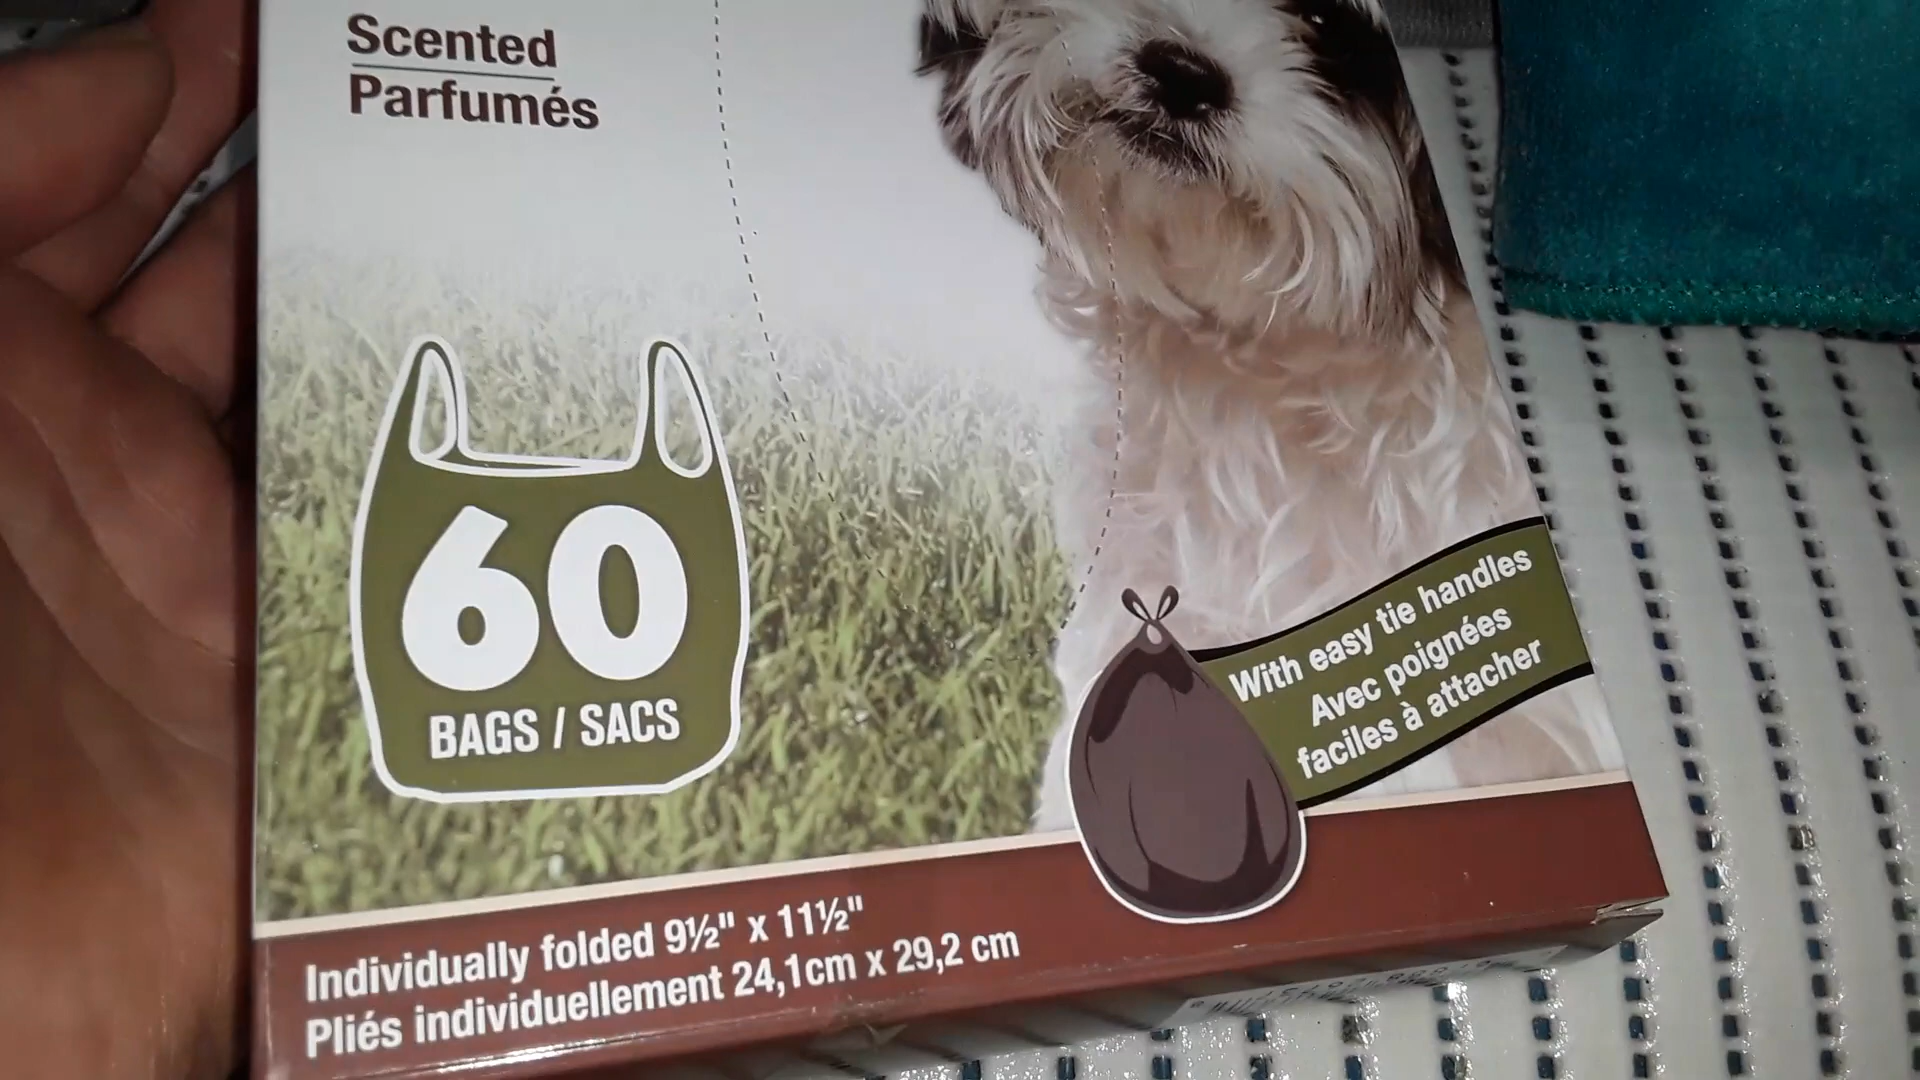 Scented
Parfumés
60
BAGS / SACS
With easy tie handles
Avec poignées
faciles à attacher
Individually folded 9½" x 11½"
Pliés individuellement 24,1cm x 29,2 cm